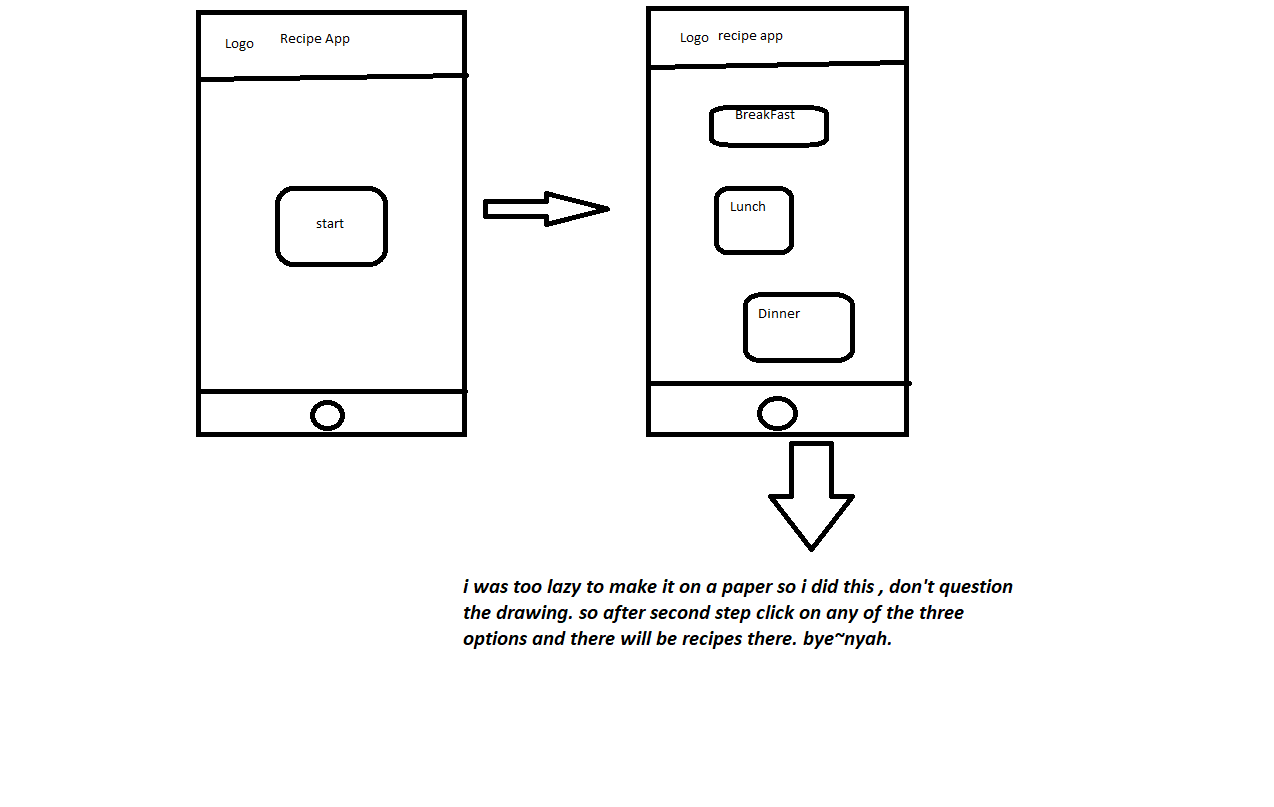 Logo Recipe App
start
Logo recipe app
BreakFast
Lunch
Dinner
i was too lazy to make it on a paper so i did this , don't question
the drawing. so after second step click on any of the three
options and there will be recipes there. bye~nyah.